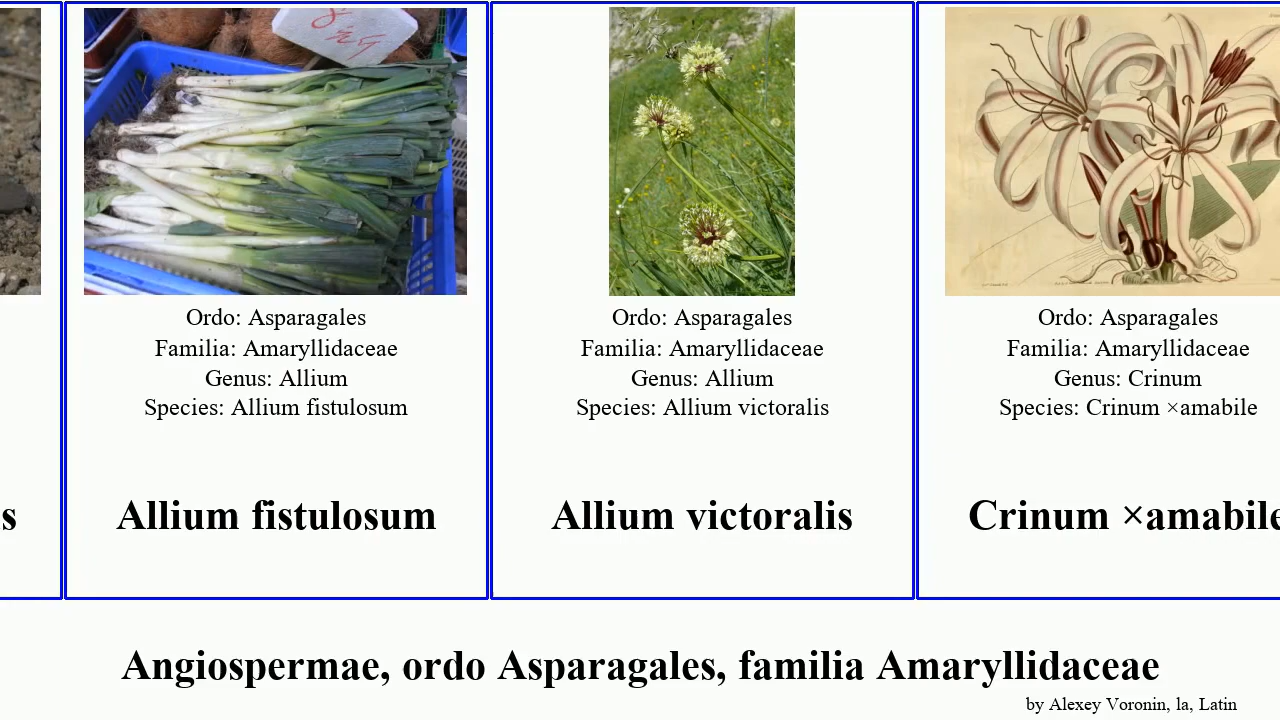 Ordo: Asparagales
Familia: Amaryllidaceae
Genus: Allium
Species: Allium fistulosum
Ordo: Asparagales
Familia: Amaryllidaceae
Genus: Allium
Species: Allium victoralis
Ordo: Asparagales
Familia: Amaryllidaceae
Genus: Crinum
Species: Crinum ×amabile
s
Allium fistulosum
Allium victoralis
Crinum ×amabile
Angiospermae, ordo Asparagales, familia Amaryllidaceae
by Alexey Voronin, la, Latin